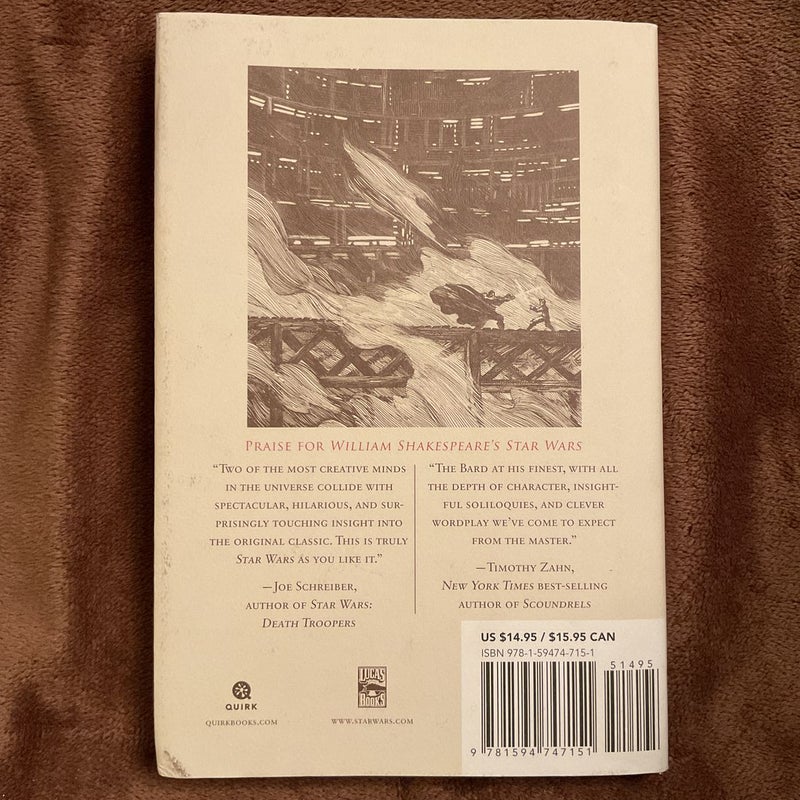 PRAISE FOR WILLIAM SHAKESPEARE'S STAR WARS
"TWO OF THE MOST CREATIVE MINDS
IN THE UNIVERSE COLLIDE WITH
SPECTACULAR, HILARIOUS, AND SUR-
PRISINGLY TOUCHING INSIGHT INTO
THE ORIGINAL CLASSIC. THIS IS TRULY
STAR WARS AS YOU LIKE IT."
—JOE SCHREIBER,
AUTHOR OF STAR WARS:
DEATH TROOPERS
"THE BARD AT HIS FINEST, WITH ALL
THE DEPTH OF CHARACTER, INSIGHT-
FUL SOLILOQUIES, AND CLEVER
WORDPLAY WE'VE COME TO EXPECT
FROM THE MASTER."
—TIMOTHY ZAHN,
NEW YORK TIMES BEST-SELLING
AUTHOR OF SCOUNDRELS
US $14.95 / $15.95 CAN
ISBN 978-1-59474-715-1
51495
9 781594 747151
QUIRK
QUIRKBOOKS.COM
LUCAS
BOOKS
WWW.STARWARS.COM